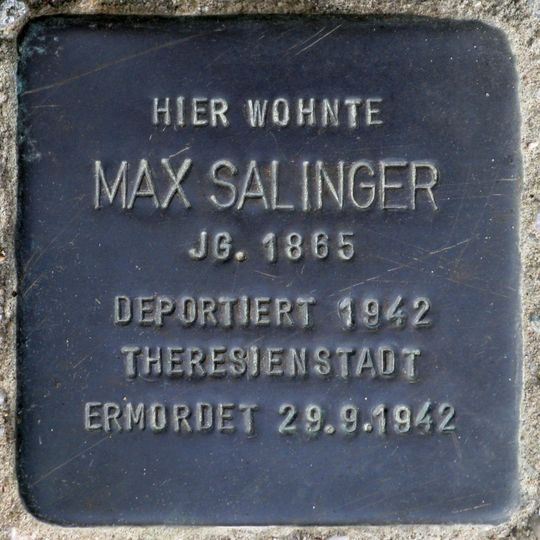 HIER WOHNTE
MAX SALINGER
JG. 1865
DEPORTIERT 1942
THERESIENSTADT
ERMORDET 29.9.1942